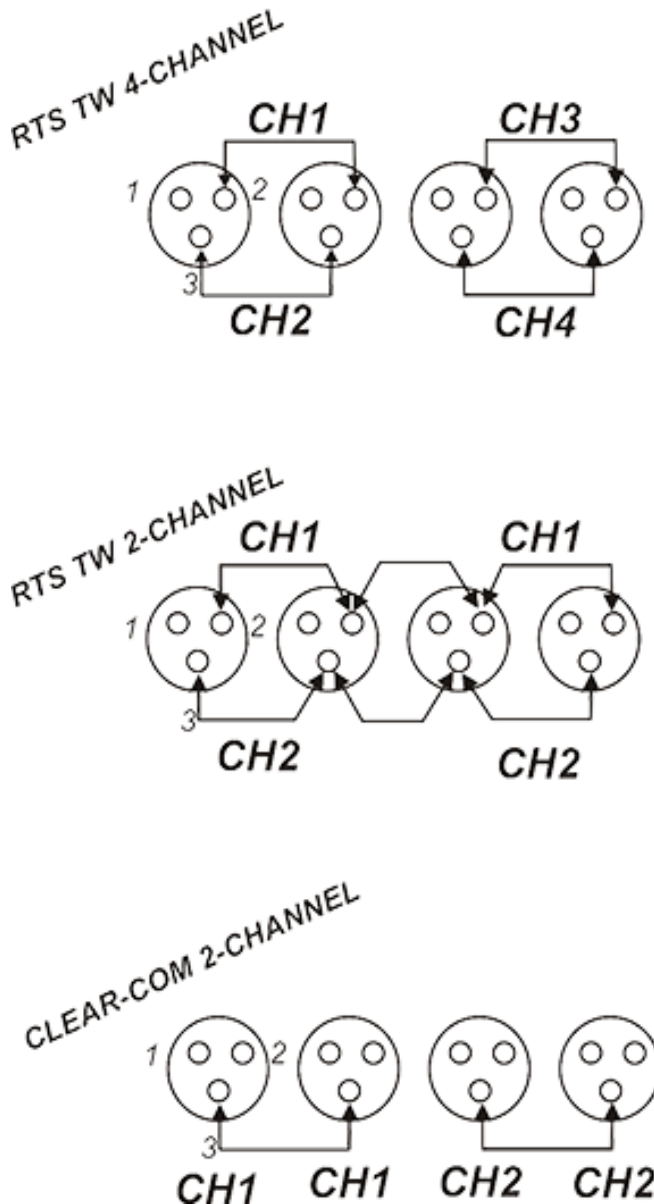 RTS TW 4-CHANNEL
CH1 CH3
1 2
3
CH2 CH4
RTS TW 2-CHANNEL
CH1 CH1
1 2
3
CH2 CH2
CLEAR-COM 2-CHANNEL
1 2
3
CH1 CH1 CH2 CH2